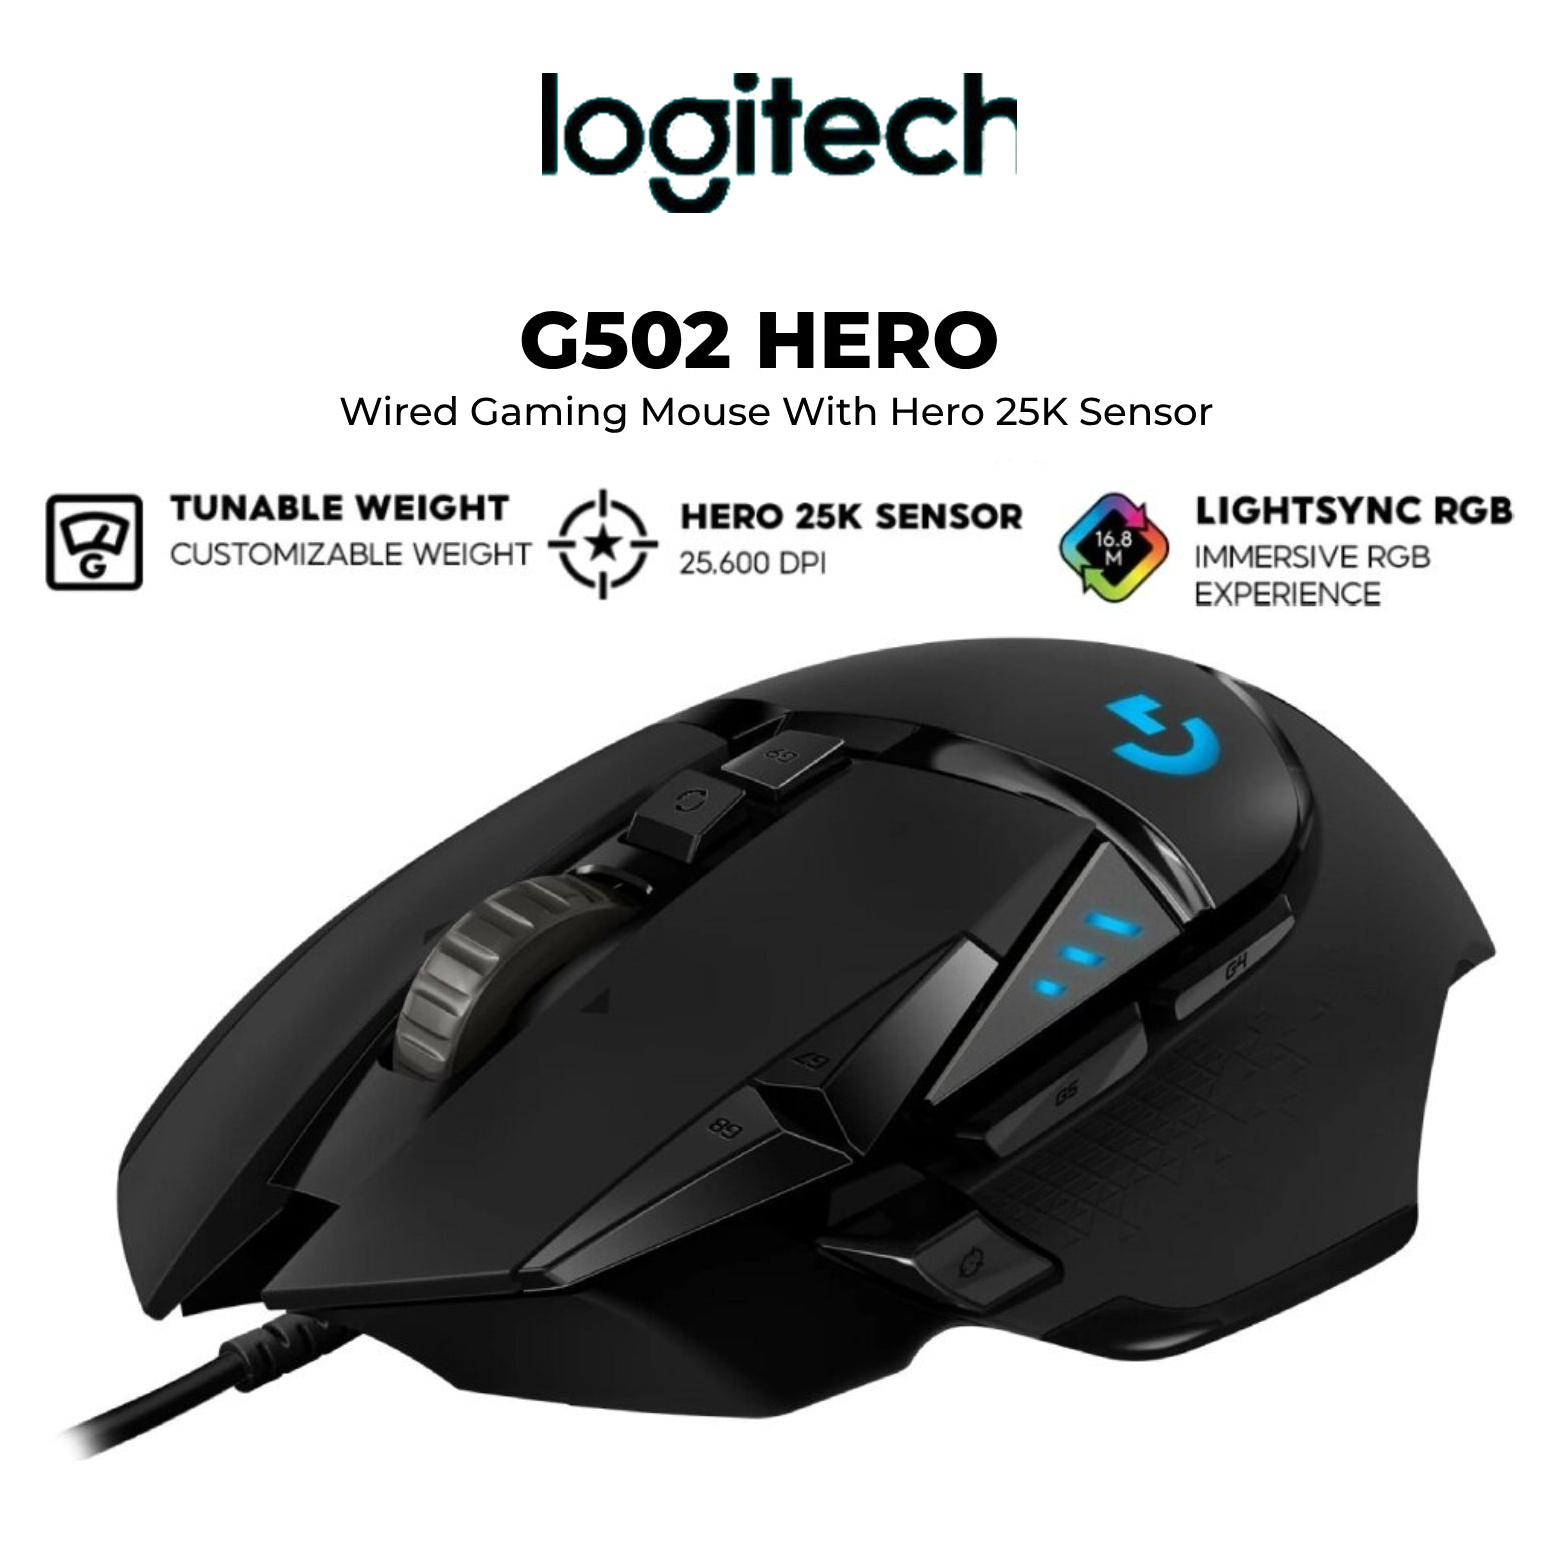 logitech
G502 HERO
Wired Gaming Mouse With Hero 25K Sensor
G
TUNABLE WEIGHT
CUSTOMIZABLE WEIGHT
HERO 25K SENSOR
25,600 DPI
16.8
M
LIGHTSYNC RGB
IMMERSIVE RGB
EXPERIENCE
G9
G4
G7
G5
G8